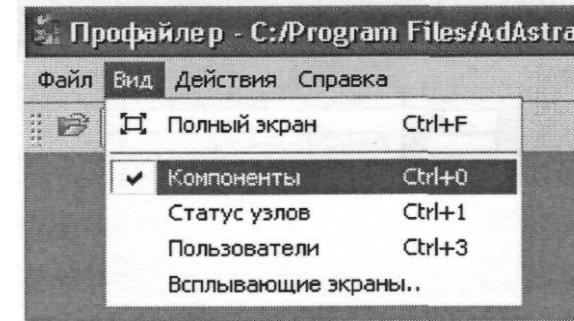 Профайлер - C:/Program Files/AdAstra
Файл Вид Действия Справка
Полный экран Ctrl+F
Компоненты Ctrl+0
Статус узлов Ctrl+1
Пользователи Ctrl+3
Всплывающие экраны..